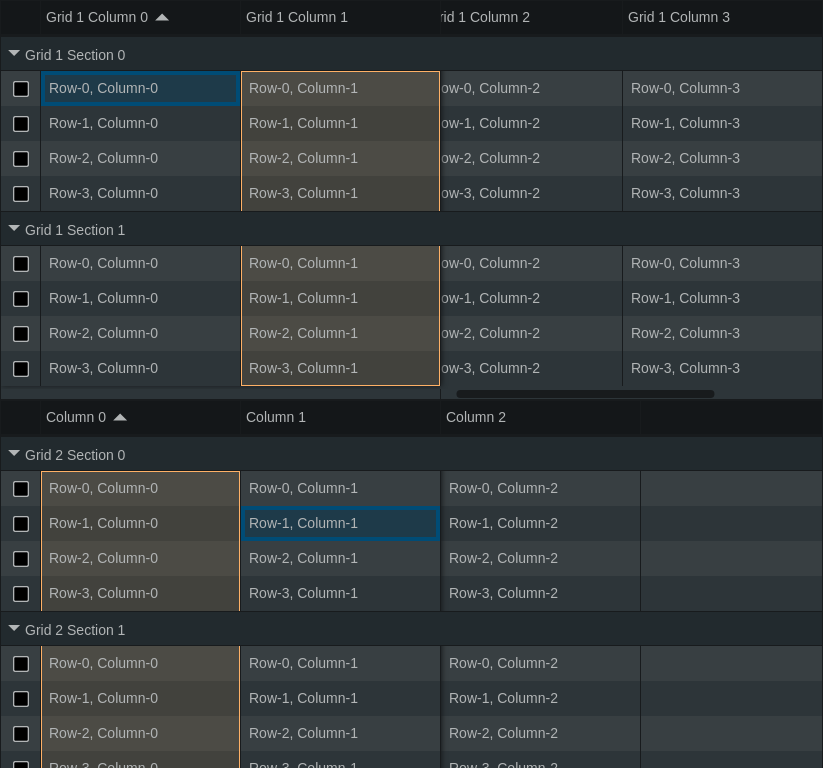 Grid 1 Column 0 Grid 1 Column 1 rid 1 Column 2 Grid 1 Column 3
Grid 1 Section 0
Row-0, Column-0 Row-0, Column-1 ow-0, Column-2 Row-0, Column-3
Row-1, Column-0 Row-1, Column-1 ow-1, Column-2 Row-1, Column-3
Row-2, Column-0 Row-2, Column-1 ow-2, Column-2 Row-2, Column-3
Row-3, Column-0 Row-3, Column-1 ow-3, Column-2 Row-3, Column-3
Grid 1 Section 1
Row-0, Column-0 Row-0, Column-1 ow-0, Column-2 Row-0, Column-3
Row-1, Column-0 Row-1, Column-1 ow-1, Column-2 Row-1, Column-3
Row-2, Column-0 Row-2, Column-1 ow-2, Column-2 Row-2, Column-3
Row-3, Column-0 Row-3, Column-1 ow-3, Column-2 Row-3, Column-3
Column 0 Column 1 Column 2
Grid 2 Section 0
Row-0, Column-0 Row-0, Column-1 Row-0, Column-2
Row-1, Column-0 Row-1, Column-1 Row-1, Column-2
Row-2, Column-0 Row-2, Column-1 Row-2, Column-2
Row-3, Column-0 Row-3, Column-1 Row-3, Column-2
Grid 2 Section 1
Row-0, Column-0 Row-0, Column-1 Row-0, Column-2
Row-1, Column-0 Row-1, Column-1 Row-1, Column-2
Row-2, Column-0 Row-2, Column-1 Row-2, Column-2
Row-3, Column-0 Row-3, Column-1 Row-3, Column-2